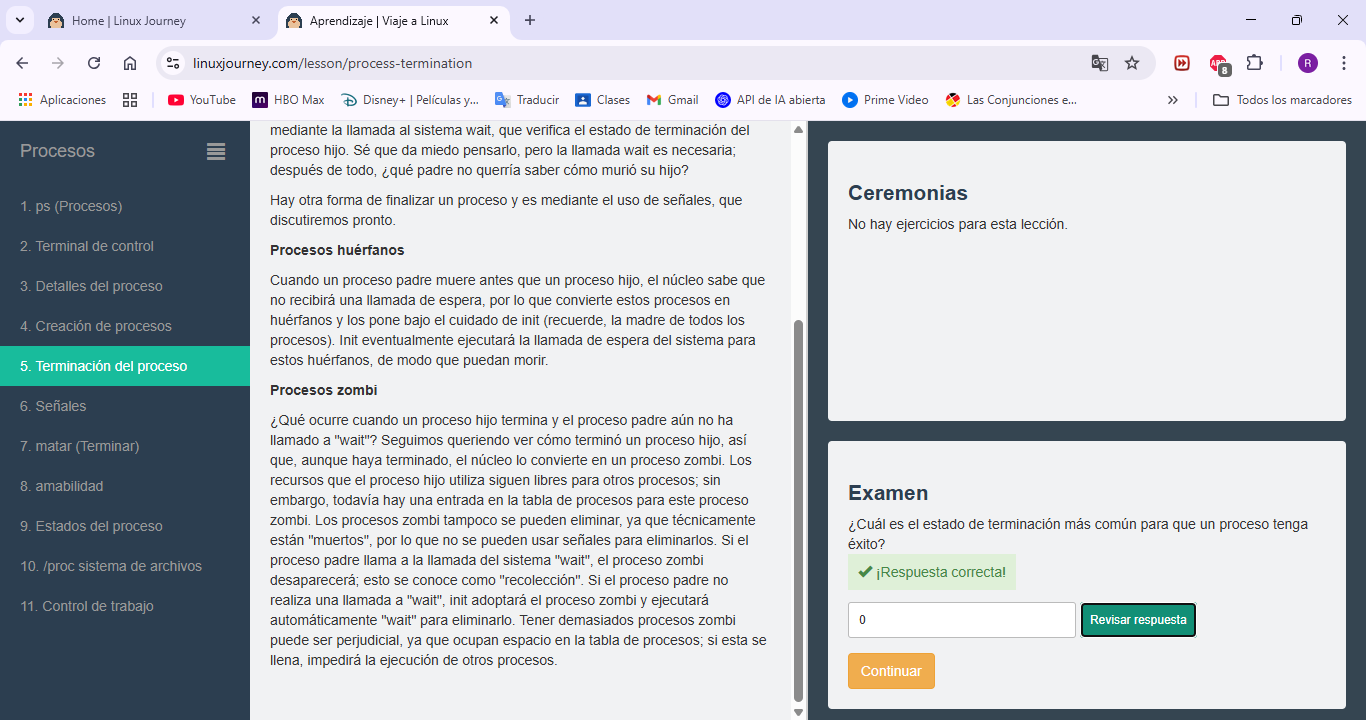 Home | Linux Journey
Aprendizaje | Viaje a Linux
linuxjourney.com/lesson/process-termination
ABP
8
R
Aplicaciones
YouTube
HBO Max
Disney+ | Películas y...
Traducir
Clases
Gmail
API de IA abierta
Prime Video
Las Conjunciones e...
Todos los marcadores
Procesos
1. ps (Procesos)
2. Terminal de control
3. Detalles del proceso
4. Creación de procesos
5. Terminación del proceso
6. Señales
7. matar (Terminar)
8. amabilidad
9. Estados del proceso
10. /proc sistema de archivos
11. Control de trabajo
mediante la llamada al sistema wait, que verifica el estado de terminación del
proceso hijo. Sé que da miedo pensarlo, pero la llamada wait es necesaria;
después de todo, ¿qué padre no querría saber cómo murió su hijo?
Hay otra forma de finalizar un proceso y es mediante el uso de señales, que
discutiremos pronto.
Procesos huérfanos
Cuando un proceso padre muere antes que un proceso hijo, el núcleo sabe que
no recibirá una llamada de espera, por lo que convierte estos procesos en
huérfanos y los pone bajo el cuidado de init (recuerde, la madre de todos los
procesos). Init eventualmente ejecutará la llamada de espera del sistema para
estos huérfanos, de modo que puedan morir.
Procesos zombi
¿Qué ocurre cuando un proceso hijo termina y el proceso padre aún no ha
llamado a "wait"? Seguimos queriendo ver cómo terminó un proceso hijo, así
que, aunque haya terminado, el núcleo lo convierte en un proceso zombi. Los
recursos que el proceso hijo utiliza siguen libres para otros procesos; sin
embargo, todavía hay una entrada en la tabla de procesos para este proceso
zombi. Los procesos zombi tampoco se pueden eliminar, ya que técnicamente
están "muertos", por lo que no se pueden usar señales para eliminarlos. Si el
proceso padre llama a la llamada del sistema "wait", el proceso zombi
desaparecerá; esto se conoce como "recolección". Si el proceso padre no
realiza una llamada a "wait", init adoptará el proceso zombi y ejecutará
automáticamente "wait" para eliminarlo. Tener demasiados procesos zombi
puede ser perjudicial, ya que ocupan espacio en la tabla de procesos; si esta se
llena, impedirá la ejecución de otros procesos.
Ceremonias
No hay ejercicios para esta lección.
Examen
¿Cuál es el estado de terminación más común para que un proceso tenga
éxito?
¡Respuesta correcta!
0
Revisar respuesta
Continuar